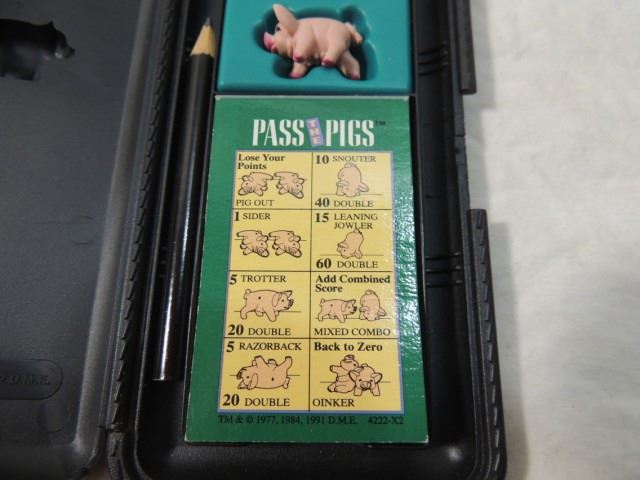 PASS THE PIGS™
Lose Your
Points
PIG OUT
10 SNOUTER
40 DOUBLE
1 SIDER
15 LEANING
JOWLER
60 DOUBLE
5 TROTTER
20 DOUBLE
Add Combined
Score
MIXED COMBO
5 RAZORBACK
20 DOUBLE
Back to Zero
OINKER
TM & © 1977, 1984, 1991 D.M.E. 4222-X2
D.M.E.